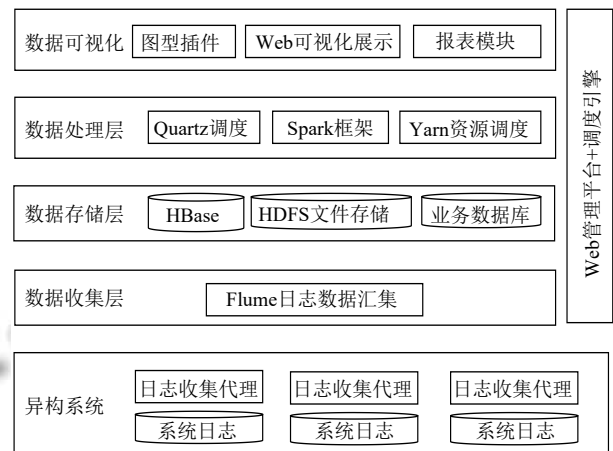 数据可视化 图型插件 Web可视化展示 报表模块
数据处理层 Quartz调度 Spark框架 Yarn资源调度
数据存储层 HBase HDFS文件存储 业务数据库
数据收集层 Flume日志数据汇集
Web管理平台+调度引擎
日志收集代理 日志收集代理 日志收集代理
异构系统
系统日志 系统日志 系统日志